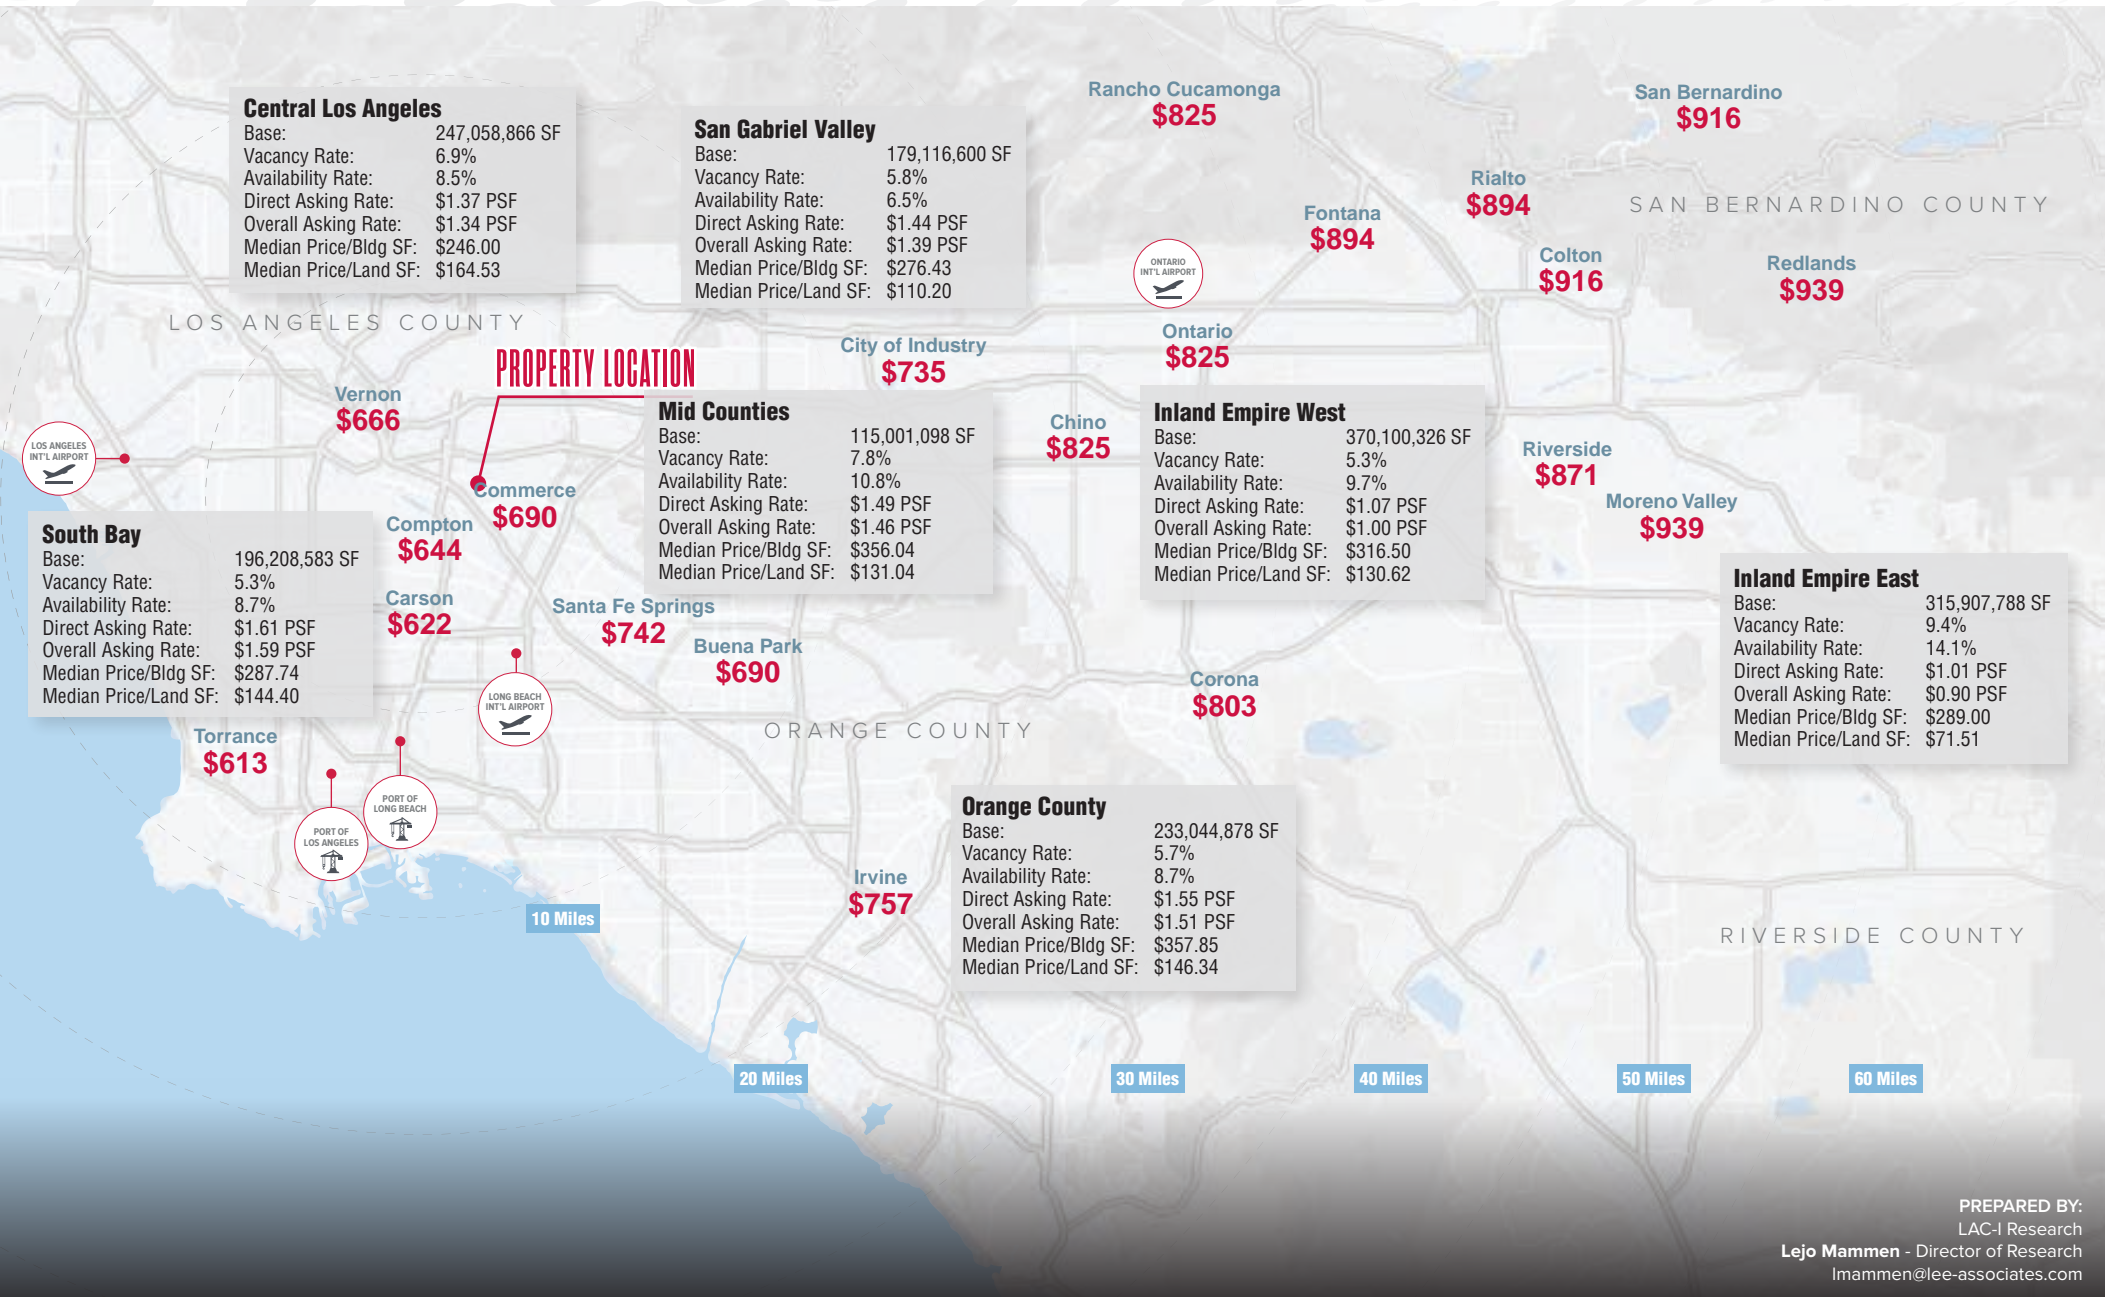 Central Los Angeles
Base: 247,058,866 SF
Vacancy Rate: 6.9%
Availability Rate: 8.5%
Direct Asking Rate: $1.37 PSF
Overall Asking Rate: $1.34 PSF
Median Price/Bldg SF: $246.00
Median Price/Land SF: $164.53
San Gabriel Valley
Base: 179,116,600 SF
Vacancy Rate: 5.8%
Availability Rate: 6.5%
Direct Asking Rate: $1.44 PSF
Overall Asking Rate: $1.39 PSF
Median Price/Bldg SF: $276.43
Median Price/Land SF: $110.20
Rancho Cucamonga
$825
San Bernardino
$916
Rialto
$894
Fontana
$894
SAN BERNARDINO COUNTY
Colton
$916
Redlands
$939
ONTARIO
INT'L AIRPORT
Ontario
$825
LOS ANGELES COUNTY
PROPERTY LOCATION
City of Industry
$735
Vernon
$666
LOS ANGELES
INT'L AIRPORT
Commerce
$690
Compton
$644
Mid Counties
Base: 115,001,098 SF
Vacancy Rate: 7.8%
Availability Rate: 10.8%
Direct Asking Rate: $1.49 PSF
Overall Asking Rate: $1.46 PSF
Median Price/Bldg SF: $356.04
Median Price/Land SF: $131.04
Chino
$825
Inland Empire West
Base: 370,100,326 SF
Vacancy Rate: 5.3%
Availability Rate: 9.7%
Direct Asking Rate: $1.07 PSF
Overall Asking Rate: $1.00 PSF
Median Price/Bldg SF: $316.50
Median Price/Land SF: $130.62
Riverside
$871
Moreno Valley
$939
South Bay
Base: 196,208,583 SF
Vacancy Rate: 5.3%
Availability Rate: 8.7%
Direct Asking Rate: $1.61 PSF
Overall Asking Rate: $1.59 PSF
Median Price/Bldg SF: $287.74
Median Price/Land SF: $144.40
Carson
$622
Santa Fe Springs
$742
Buena Park
$690
LONG BEACH
INT'L AIRPORT
Inland Empire East
Base: 315,907,788 SF
Vacancy Rate: 9.4%
Availability Rate: 14.1%
Direct Asking Rate: $1.01 PSF
Overall Asking Rate: $0.90 PSF
Median Price/Bldg SF: $289.00
Median Price/Land SF: $71.51
Corona
$803
ORANGE COUNTY
Torrance
$613
PORT OF
LONG BEACH
PORT OF
LOS ANGELES
Orange County
Base: 233,044,878 SF
Vacancy Rate: 5.7%
Availability Rate: 8.7%
Direct Asking Rate: $1.55 PSF
Overall Asking Rate: $1.51 PSF
Median Price/Bldg SF: $357.85
Median Price/Land SF: $146.34
Irvine
$757
RIVERSIDE COUNTY
10 Miles
20 Miles
30 Miles
40 Miles
50 Miles
60 Miles
PREPARED BY:
LAC-I Research
Lejo Mammen - Director of Research
lmammen@lee-associates.com